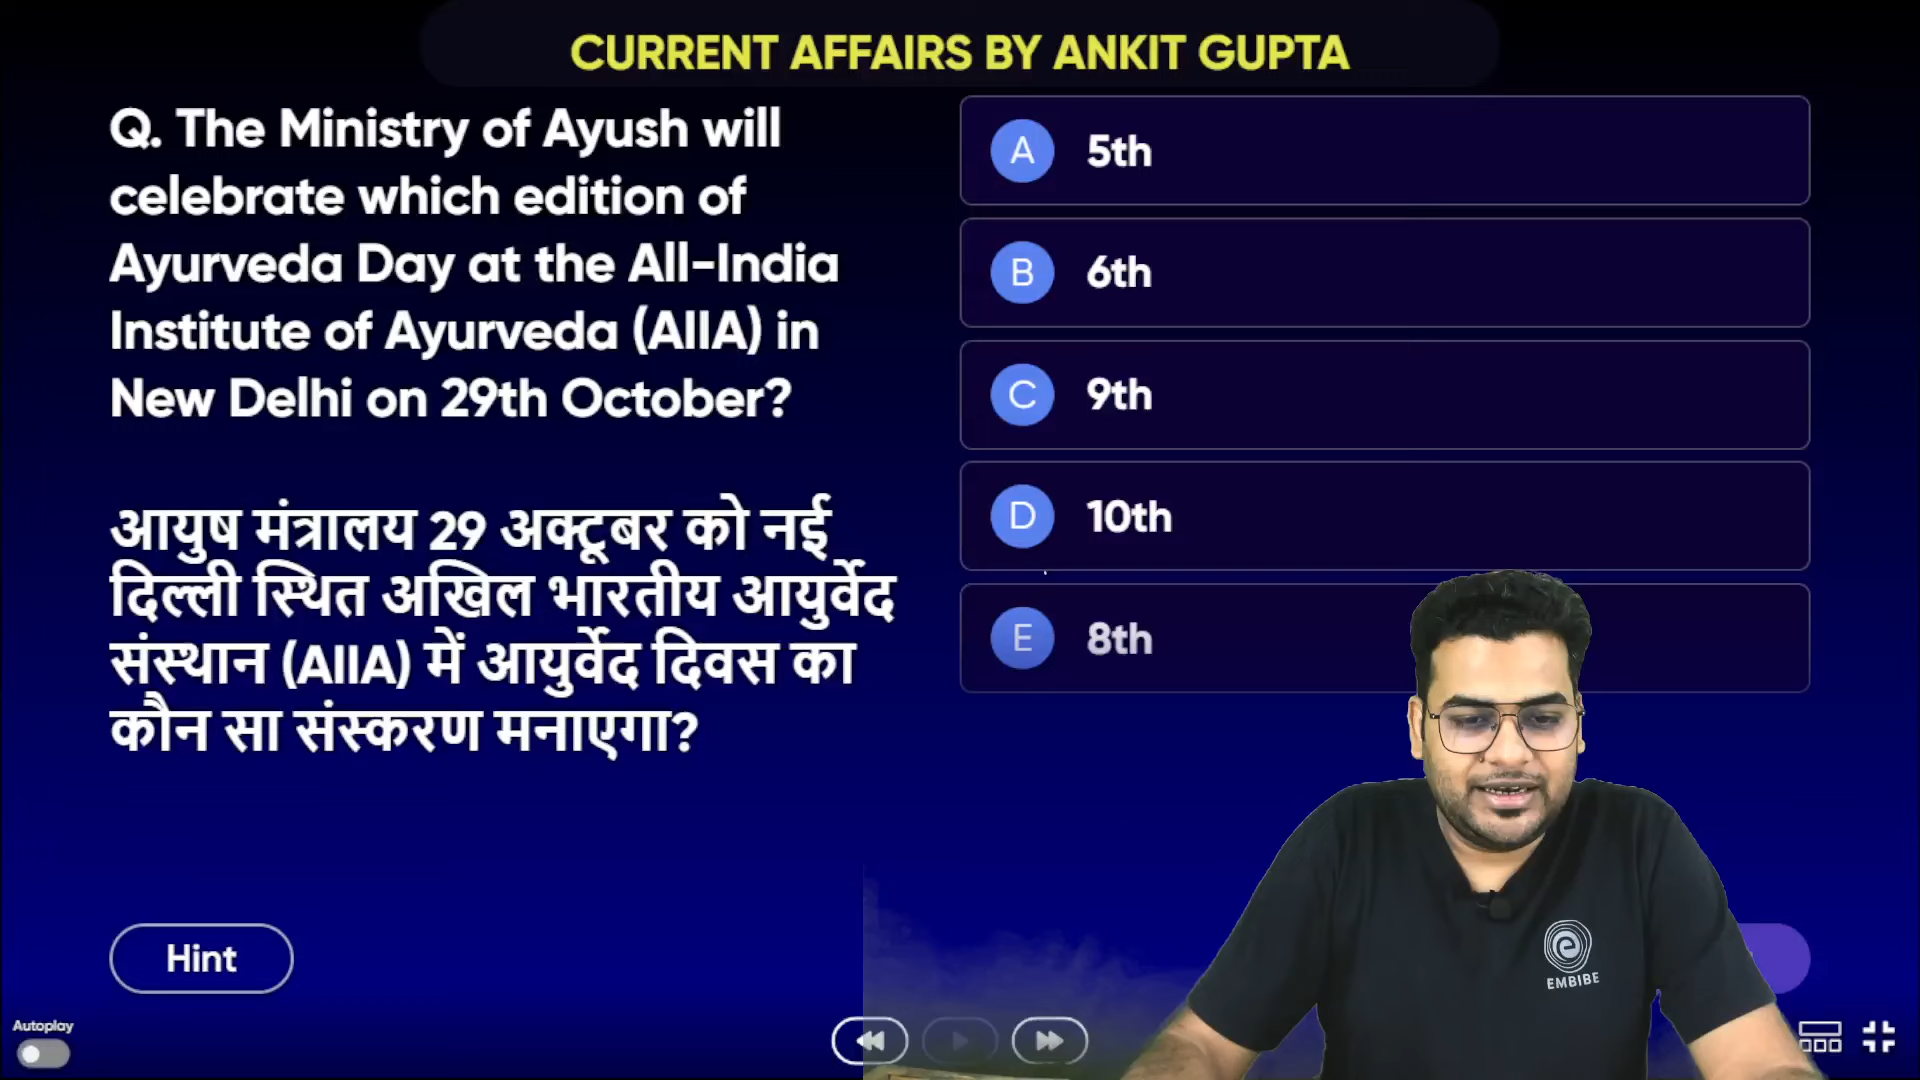 CURRENT AFFAIRS BY ANKIT GUPTA
Q. The Ministry of Ayush will
celebrate which edition of
Ayurveda Day at the All-India
Institute of Ayurveda (AIIA) in
New Delhi on 29th October?
आयुष मंत्रालय 29 अक्टूबर को नई
दिल्ली स्थित अखिल भारतीय आयुर्वेद
संस्थान (AIIA) में आयुर्वेद दिवस का
कौन सा संस्करण मनाएगा?
A 5th
B 6th
C 9th
D 10th
E 8th
Hint
Autoplay
e
EMBIBE